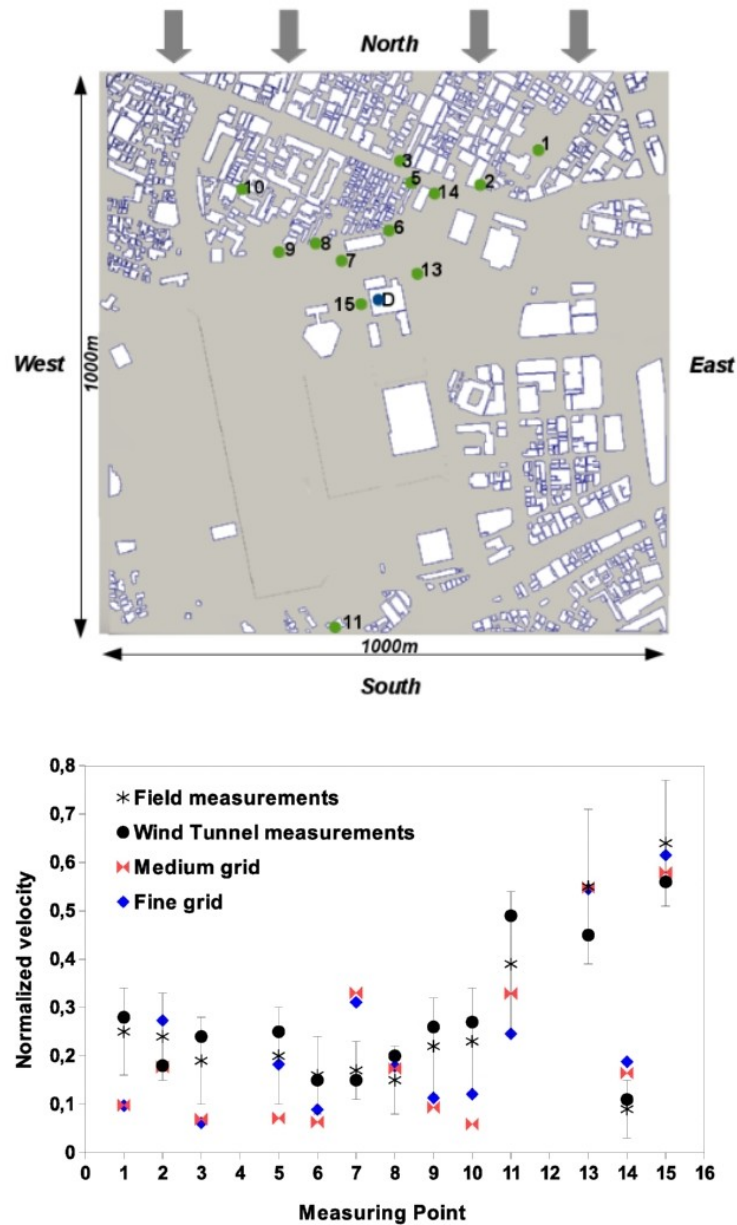 North
1
3
5
2
14
10
6
8
9
7
13
15
D
West
1000m
East
11
1000m
South
0,8
0,7
0,6
0,5
0,4
0,3
0,2
0,1
0
Normalized velocity
Field measurements
Wind Tunnel measurements
Medium grid
Fine grid
0 1 2 3 4 5 6 7 8 9 10 11 12 13 14 15 16
Measuring Point